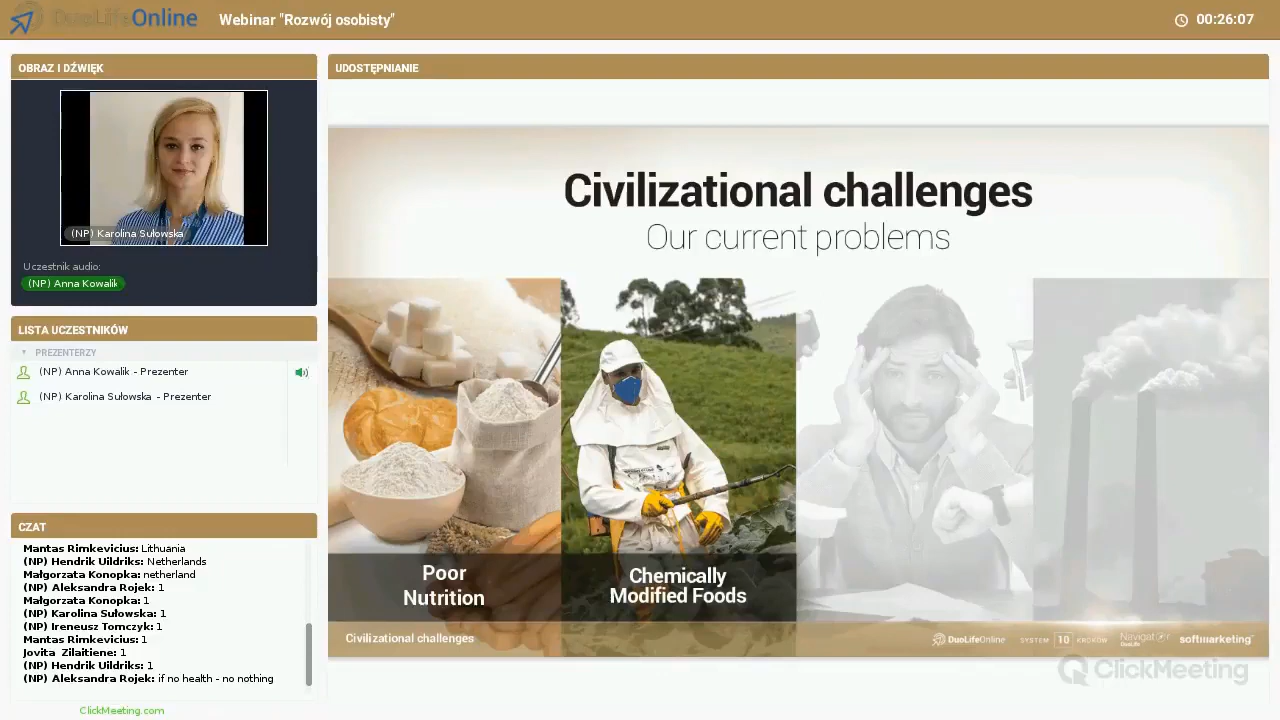 DuoLifeOnline
Webinar "Rozwój osobisty"
00:26:07
OBRAZ I DŹWIĘK
(NP) Karolina Sułowska
Uczestnik audio:
(NP) Anna Kowalik
LISTA UCZESTNIKÓW
PREZENTERZY
(NP) Anna Kowalik - Prezenter
(NP) Karolina Sułowska - Prezenter
CZAT
Mantas Rimkevicius: Lithuania
(NP) Hendrik Uildriks: Netherlands
Małgorzata Konopka: netherland
(NP) Aleksandra Rojek: 1
Małgorzata Konopka: 1
(NP) Karolina Sułowska: 1
(NP) Ireneusz Tomczyk: 1
Mantas Rimkevicius: 1
Jovita Zilaitiene: 1
(NP) Hendrik Uildriks: 1
(NP) Aleksandra Rojek: if no health - no nothing
ClickMeeting.com
UDOSTĘPNIANIE
Civilizational challenges
Our current problems
Poor
Nutrition
Chemically
Modified Foods
Civilizational challenges
DuoLifeOnline
SYSTEM 10 KROKÓW
Navigator
DuoLife
softmarketing
ClickMeeting